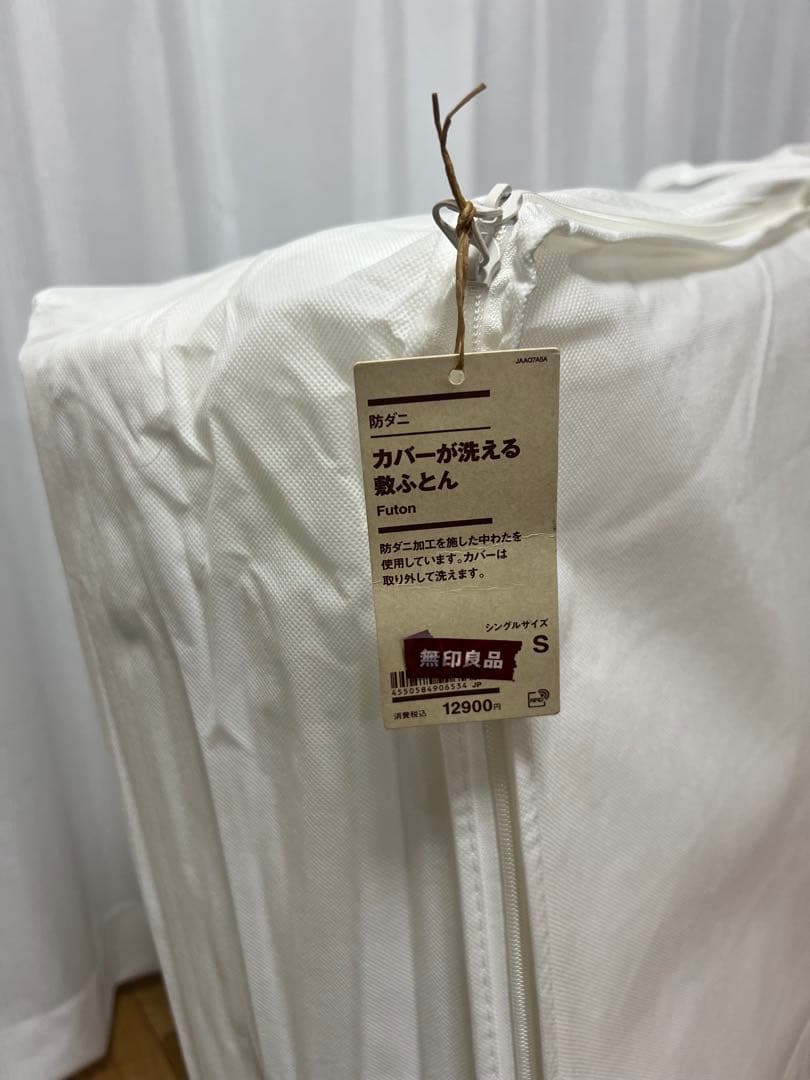 JAAQ7A5A
防ダニ
カバーが洗える
敷ふとん
Futon
防ダニ加工を施した中わたを
使用しています。カバーは
取り外して洗えます。
シングルサイズ
S
無印良品
4550584906534 JP
消費税込 12900円